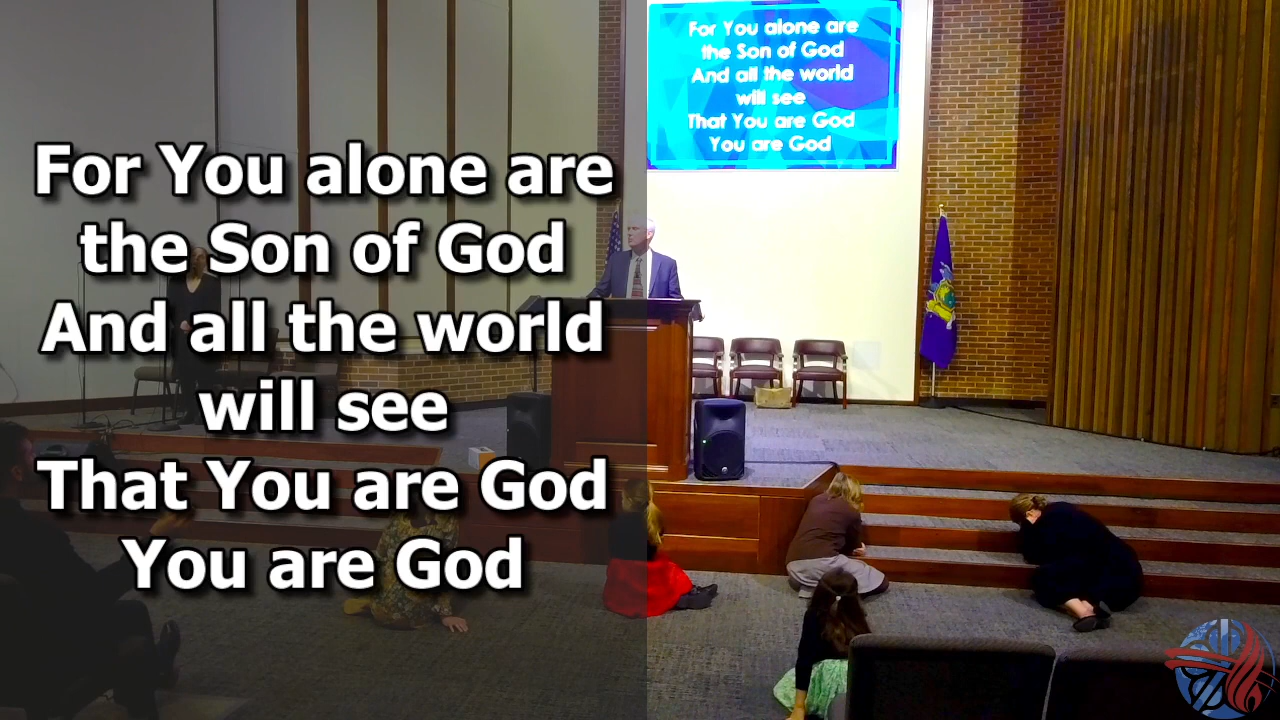 For You alone are
the Son of God
And all the world
will see
That You are God
You are God
For You alone are
the Son of God
And all the world
will see
That You are God
You are God